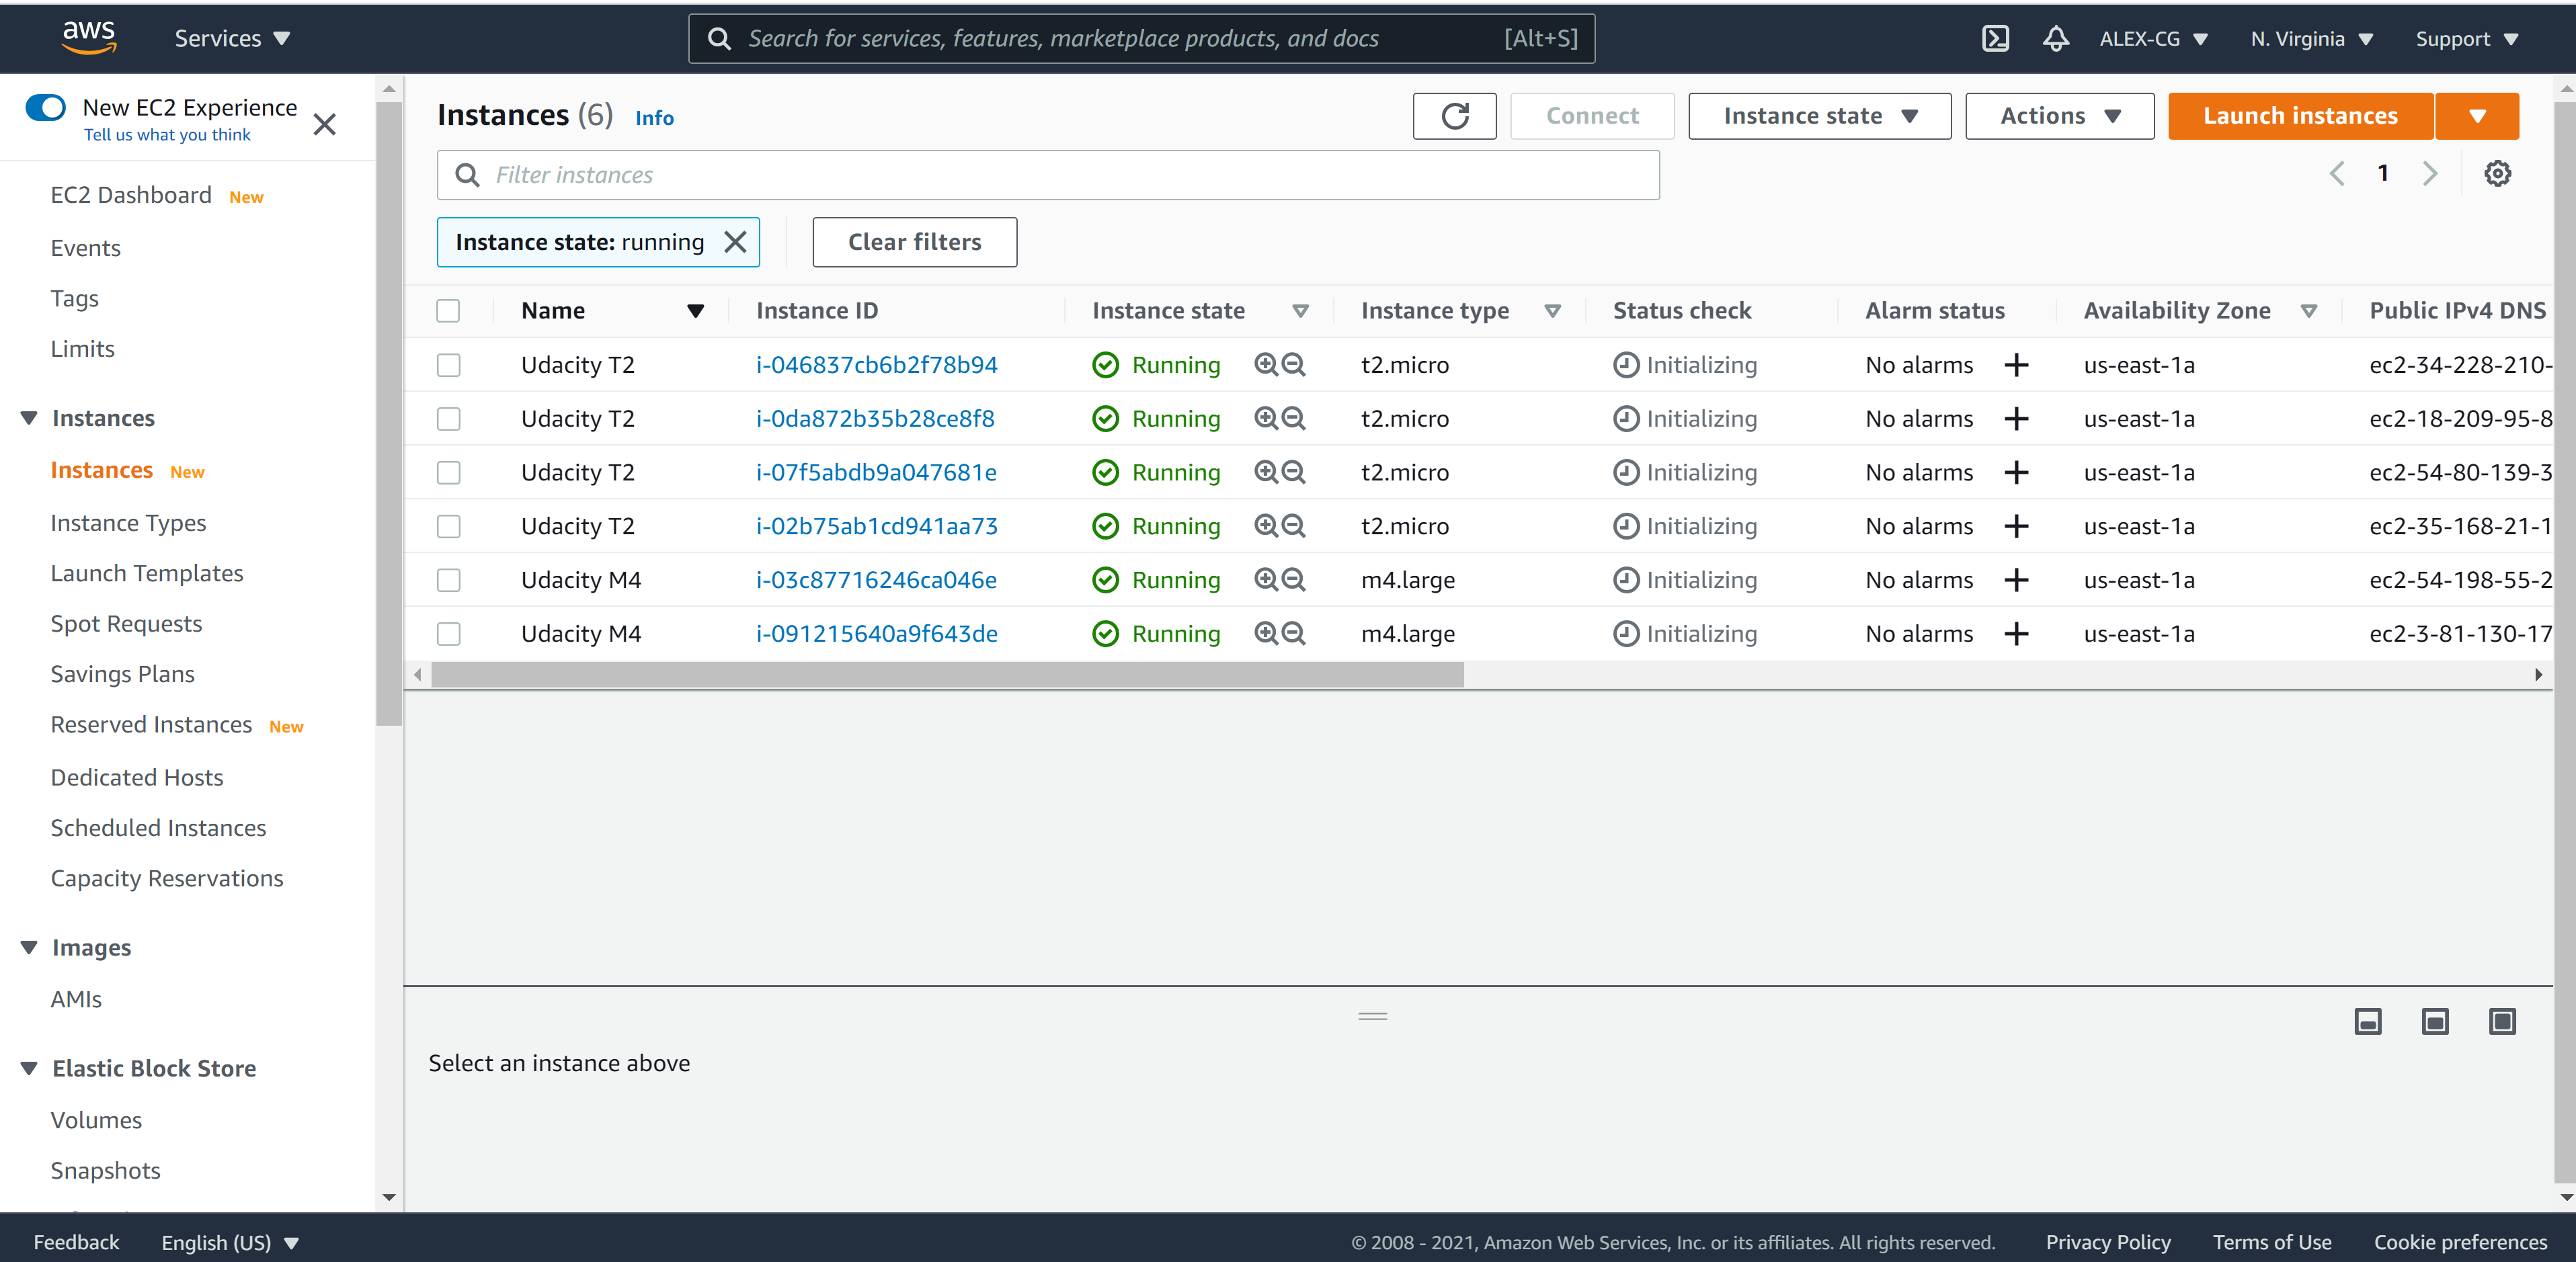 aws Services Search for services, features, marketplace products, and docs [Alt+S] ALEX-CG N. Virginia Support
New EC2 Experience
Tell us what you think
EC2 Dashboard New
Events
Tags
Limits
Instances
Instances New
Instance Types
Launch Templates
Spot Requests
Savings Plans
Reserved Instances New
Dedicated Hosts
Scheduled Instances
Capacity Reservations
Images
AMIs
Elastic Block Store
Volumes
Snapshots
Instances (6) Info Connect Instance state Actions Launch instances
Filter instances 1
Instance state: running Clear filters
Name Instance ID Instance state Instance type Status check Alarm status Availability Zone Public IPv4 DNS
Udacity T2 i-046837cb6b2f78b94 Running t2.micro Initializing No alarms + us-east-1a ec2-34-228-210-
Udacity T2 i-0da872b35b28ce8f8 Running t2.micro Initializing No alarms + us-east-1a ec2-18-209-95-8
Udacity T2 i-07f5abdb9a047681e Running t2.micro Initializing No alarms + us-east-1a ec2-54-80-139-3
Udacity T2 i-02b75ab1cd941aa73 Running t2.micro Initializing No alarms + us-east-1a ec2-35-168-21-1
Udacity M4 i-03c87716246ca046e Running m4.large Initializing No alarms + us-east-1a ec2-54-198-55-2
Udacity M4 i-091215640a9f643de Running m4.large Initializing No alarms + us-east-1a ec2-3-81-130-17
Select an instance above
Feedback English (US) © 2008 - 2021, Amazon Web Services, Inc. or its affiliates. All rights reserved. Privacy Policy Terms of Use Cookie preferences